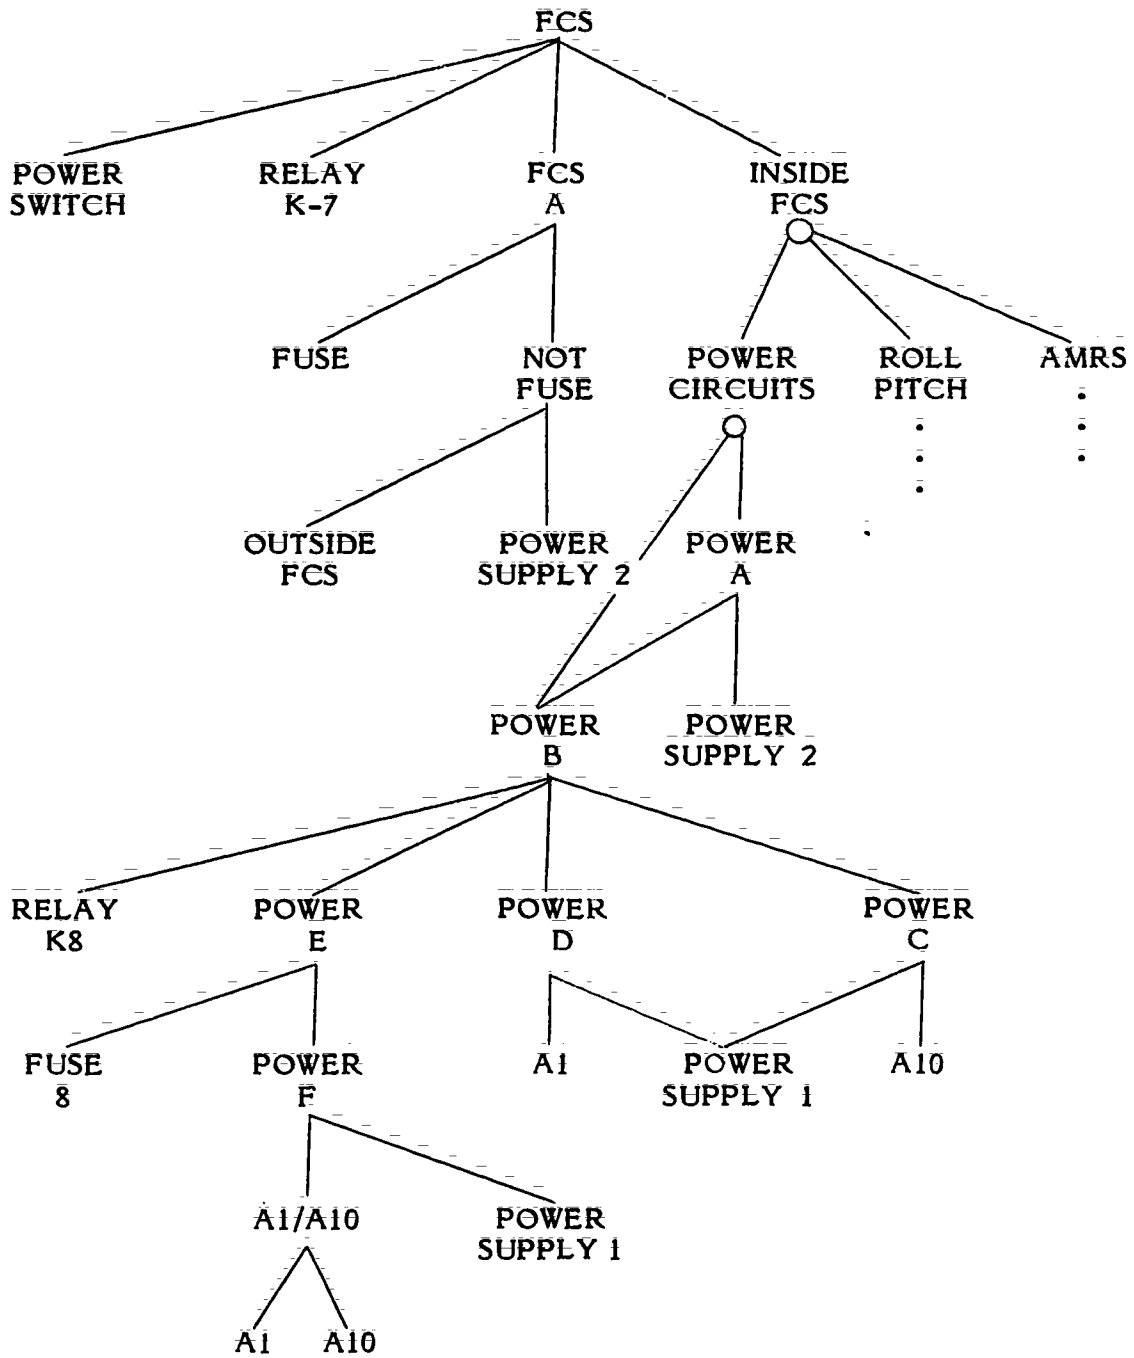 FCS
POWER
SWITCH
RELAY
K-7
FCS
A
INSIDE
FCS
FUSE
NOT
FUSE
POWER
CIRCUITS
ROLL
PITCH
AMRS
OUTSIDE
FCS
POWER
SUPPLY 2
POWER
A
POWER
B
POWER
SUPPLY 2
RELAY
K8
POWER
E
POWER
D
POWER
C
FUSE
8
POWER
F
A1
POWER
SUPPLY 1
A10
A1/A10
POWER
SUPPLY 1
A1
A10